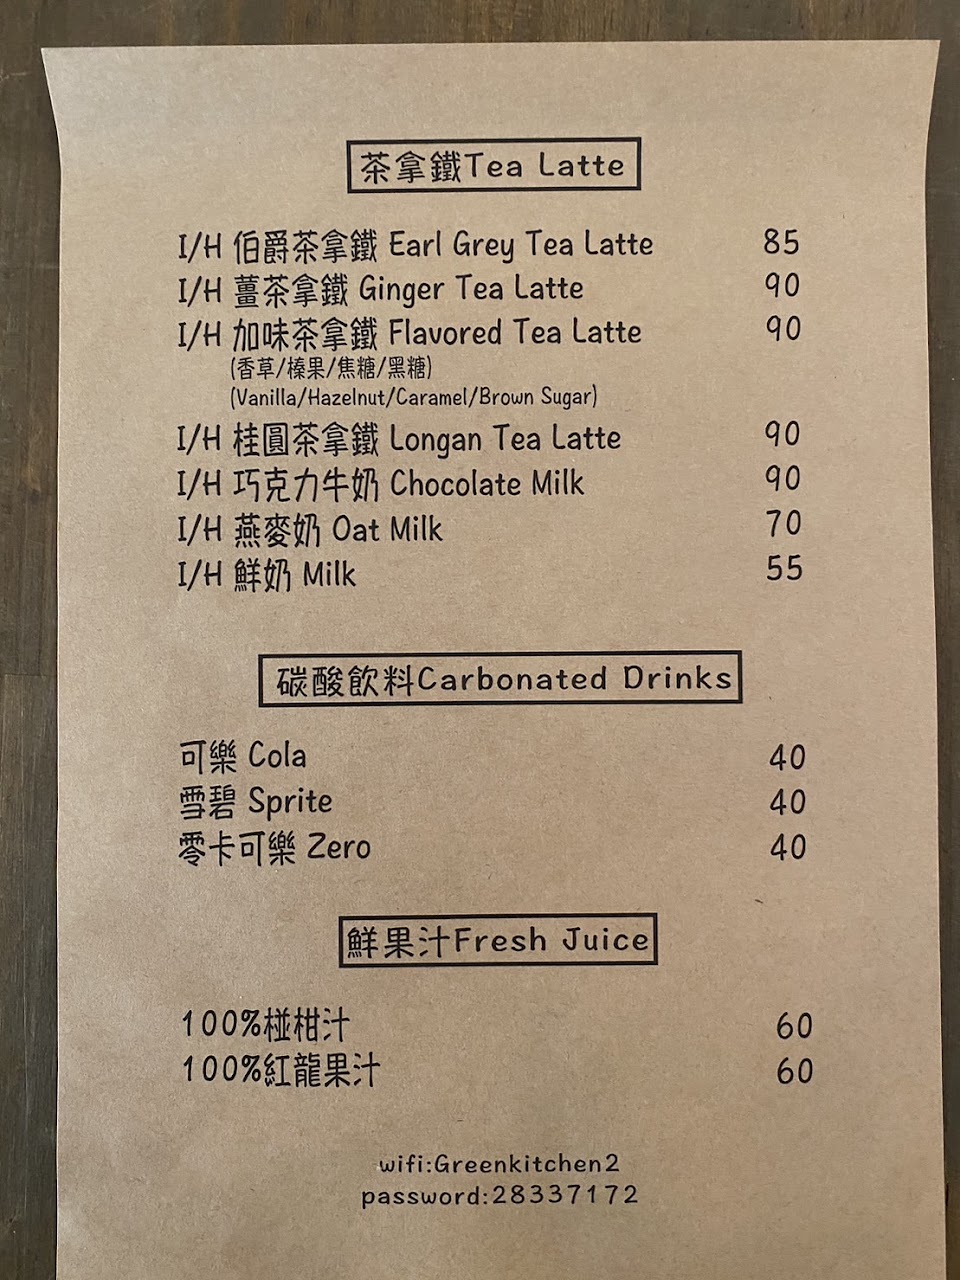 茶拿鐵Tea Latte
I/H 伯爵茶拿鐵 Earl Grey Tea Latte 85
I/H 薑茶拿鐵 Ginger Tea Latte 90
I/H 加味茶拿鐵 Flavored Tea Latte 90
(香草/榛果/焦糖/黑糖)
(Vanilla/Hazelnut/Caramel/Brown Sugar)
I/H 桂圓茶拿鐵 Longan Tea Latte 90
I/H 巧克力牛奶 Chocolate Milk 90
I/H 燕麥奶 Oat Milk 70
I/H 鮮奶 Milk 55
碳酸飲料Carbonated Drinks
可樂 Cola 40
雪碧 Sprite 40
零卡可樂 Zero 40
鮮果汁Fresh Juice
100%椪柑汁 60
100%紅龍果汁 60
wifi:Greenkitchen2
password:28337172